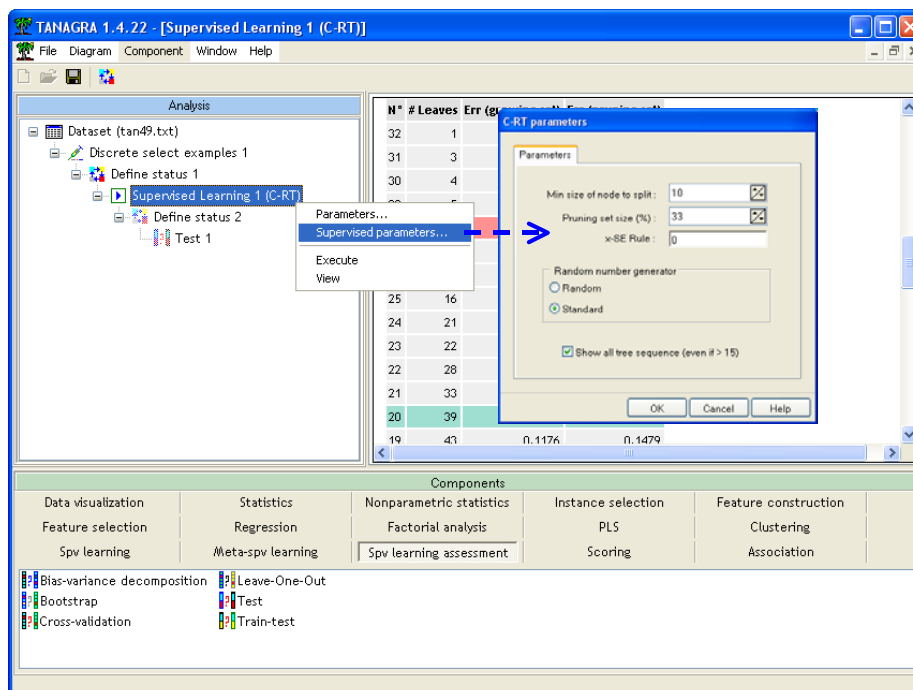 TANAGRA 1.4.22 - [Supervised Learning 1 (C-RT)]
File Diagram Component Window Help
Analysis
Dataset (tan49.txt)
Discrete select examples 1
Define status 1
Supervised Learning 1 (C-RT)
Define status 2
Test 1
Parameters...
Supervised parameters...
Execute
View
N° # Leaves Err
32 1
31 3
30 4
25 16
24 21
23 22
22 28
21 33
20 39
19 43 0.1176 0.1479
C-RT parameters
Parameters
Min size of node to split : 10
Pruning set size (%) : 33
x-SE Rule : 0
Random number generator
Random
Standard
Show all tree sequence (even if > 15)
OK Cancel Help
Components
Data visualization Statistics Nonparametric statistics Instance selection Feature construction
Feature selection Regression Factorial analysis PLS Clustering
Spv learning Meta-spv learning Spv learning assessment Scoring Association
Bias-variance decomposition Leave-One-Out
Bootstrap Test
Cross-validation Train-test